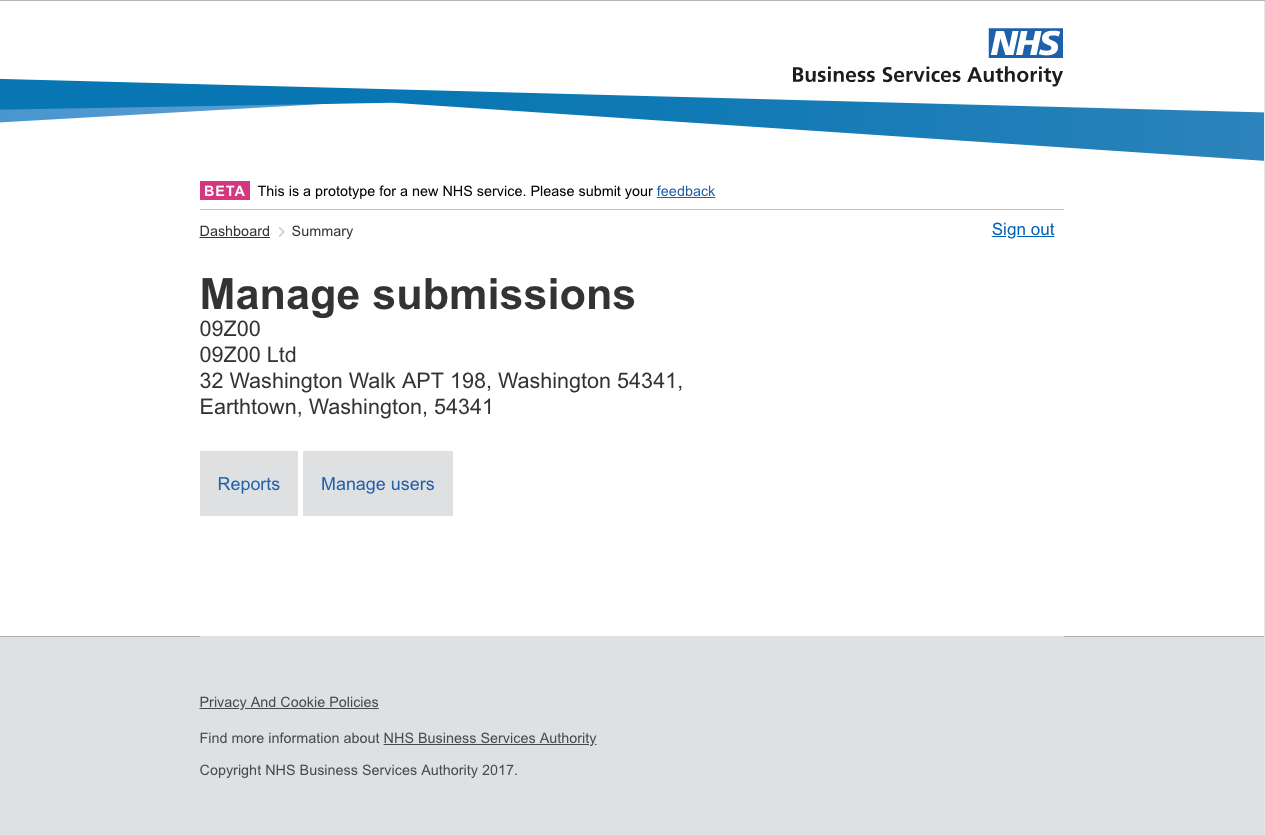 NHS
Business Services Authority
BETA This is a prototype for a new NHS service. Please submit your feedback
Dashboard > Summary
Sign out
Manage submissions
09Z00
09Z00 Ltd
32 Washington Walk APT 198, Washington 54341,
Earthtown, Washington, 54341
Reports
Manage users
Privacy And Cookie Policies
Find more information about NHS Business Services Authority
Copyright NHS Business Services Authority 2017.